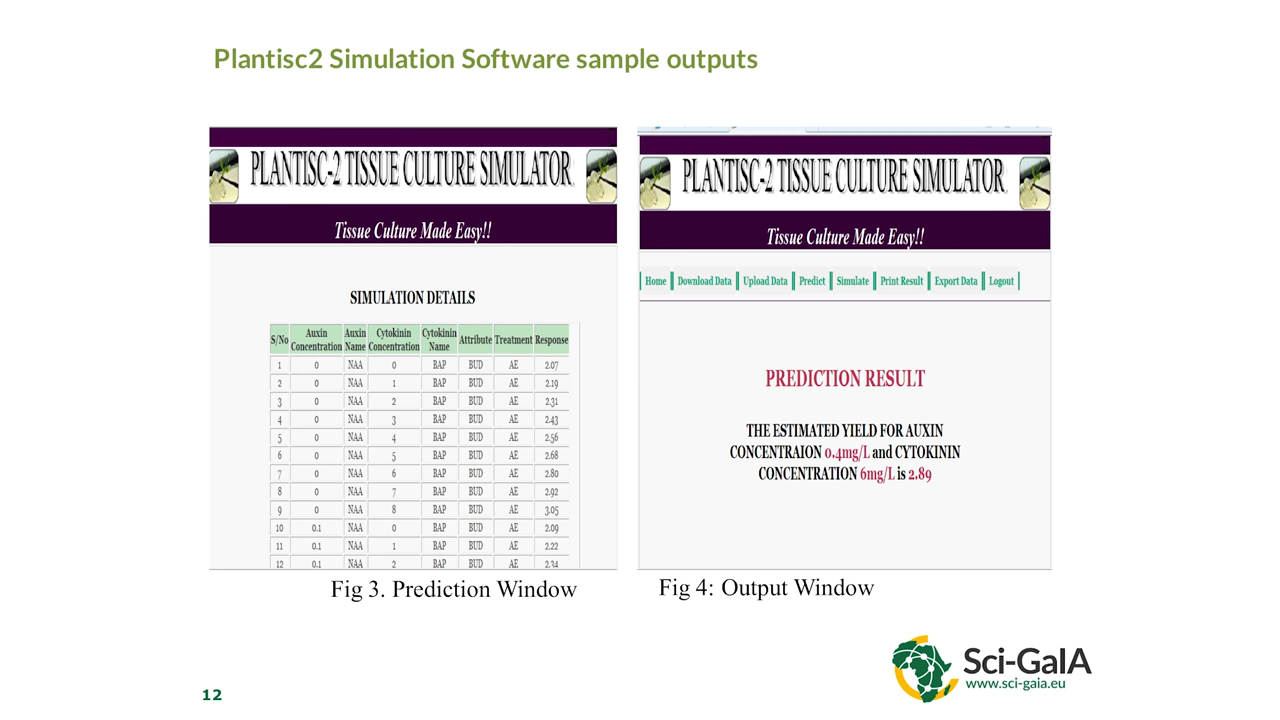 Plantisc2 Simulation Software sample outputs
PLANTISC-2 TISSUE CULTURE SIMULATOR
Tissue Culture Made Easy!!
SIMULATION DETAILS
S/No Auxin Concentration Auxin Name Cytokinin Concentration Cytokinin Name Attribute Treatment Response
1 0 NAA 0 BAP BUD AE 2.07
2 0 NAA 1 BAP BUD AE 2.19
3 0 NAA 2 BAP BUD AE 2.31
4 0 NAA 3 BAP BUD AE 2.43
5 0 NAA 4 BAP BUD AE 2.56
6 0 NAA 5 BAP BUD AE 2.68
7 0 NAA 6 BAP BUD AE 2.80
8 0 NAA 7 BAP BUD AE 2.92
9 0 NAA 8 BAP BUD AE 3.05
10 0.1 NAA 0 BAP BUD AE 2.09
11 0.1 NAA 1 BAP BUD AE 2.22
12 0.1 NAA 2 BAP BUD AE 2.34
Fig 3. Prediction Window
PLANTISC-2 TISSUE CULTURE SIMULATOR
Tissue Culture Made Easy!!
Home Download Data Upload Data Predict Simulate Print Result Export Data Logout
PREDICTION RESULT
THE ESTIMATED YIELD FOR AUXIN
CONCENTRAION 0.4mg/L and CYTOKININ
CONCENTRATION 6mg/L is 2.89
Fig 4: Output Window
Sci-GaIA
www.sci-gaia.eu
12